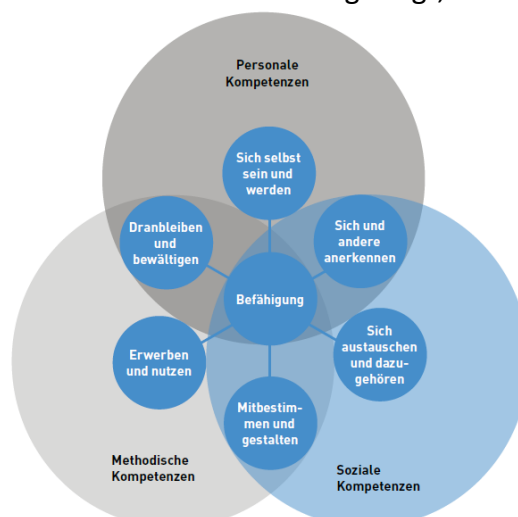 Personale
Kompetenzen
Sich selbst
sein und
werden
Dranbleiben
und
bewältigen
Sich und
andere
anerkennen
Befähigung
Erwerben
und nutzen
Sich
austauschen
und dazu-
gehören
Mitbestim-
men und
gestalten
Methodische
Kompetenzen
Soziale
Kompetenzen